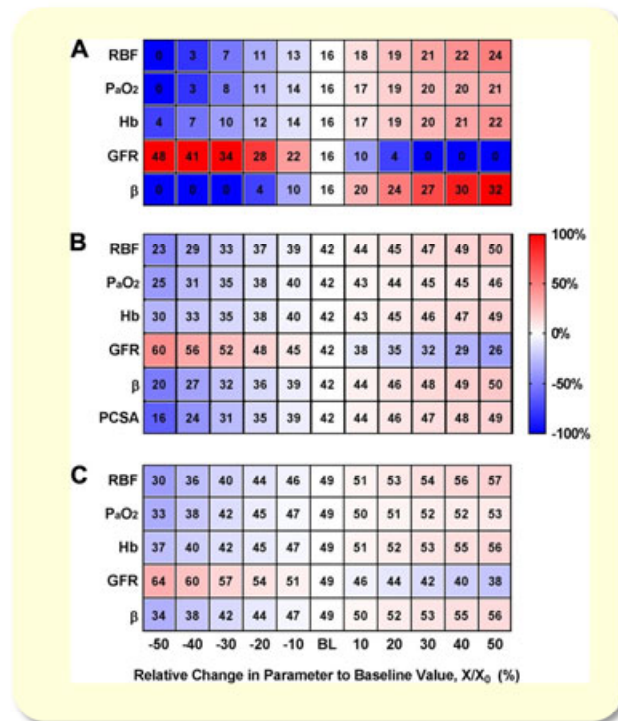 A
RBF 0 3 7 11 13 16 18 19 21 22 24
PaO2 0 3 8 11 14 16 17 19 20 20 21
Hb 4 7 10 12 14 16 17 19 20 21 22
GFR 48 41 34 28 22 16 10 4 0 0 0
β 0 0 0 4 10 16 20 24 27 30 32
B
RBF 23 29 33 37 39 42 44 45 47 49 50
PaO2 25 31 35 38 40 42 43 44 45 45 46
Hb 30 33 35 38 40 42 43 45 46 47 49
GFR 60 56 52 48 45 42 38 35 32 29 26
β 20 27 32 36 39 42 44 46 48 49 50
PCSA 16 24 31 35 39 42 44 46 47 48 49
100%
50%
0%
-50%
-100%
C
RBF 30 36 40 44 46 49 51 53 54 56 57
PaO2 33 38 42 45 47 49 50 51 52 52 53
Hb 37 40 42 45 47 49 51 52 53 55 56
GFR 64 60 57 54 51 49 46 44 42 40 38
β 34 38 42 44 47 49 50 52 53 55 56
-50 -40 -30 -20 -10 BL 10 20 30 40 50
Relative Change in Parameter to Baseline Value, X/X0 (%)